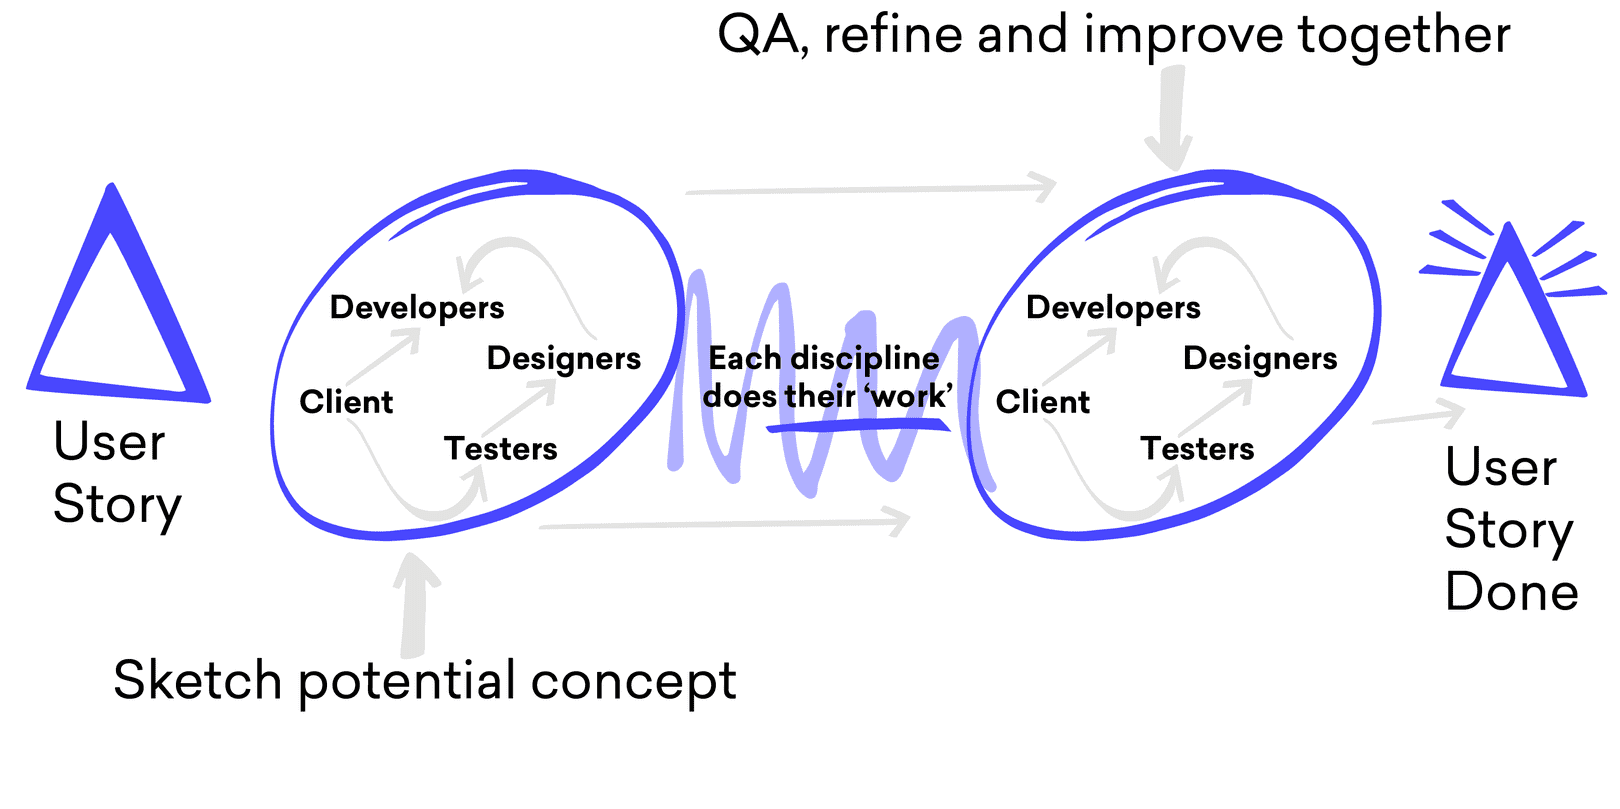 QA, refine and improve together
User
Story
Developers
Designers
Client
Testers
Sketch potential concept
Each discipline
does their ‘work’
Developers
Designers
Client
Testers
User
Story
Done